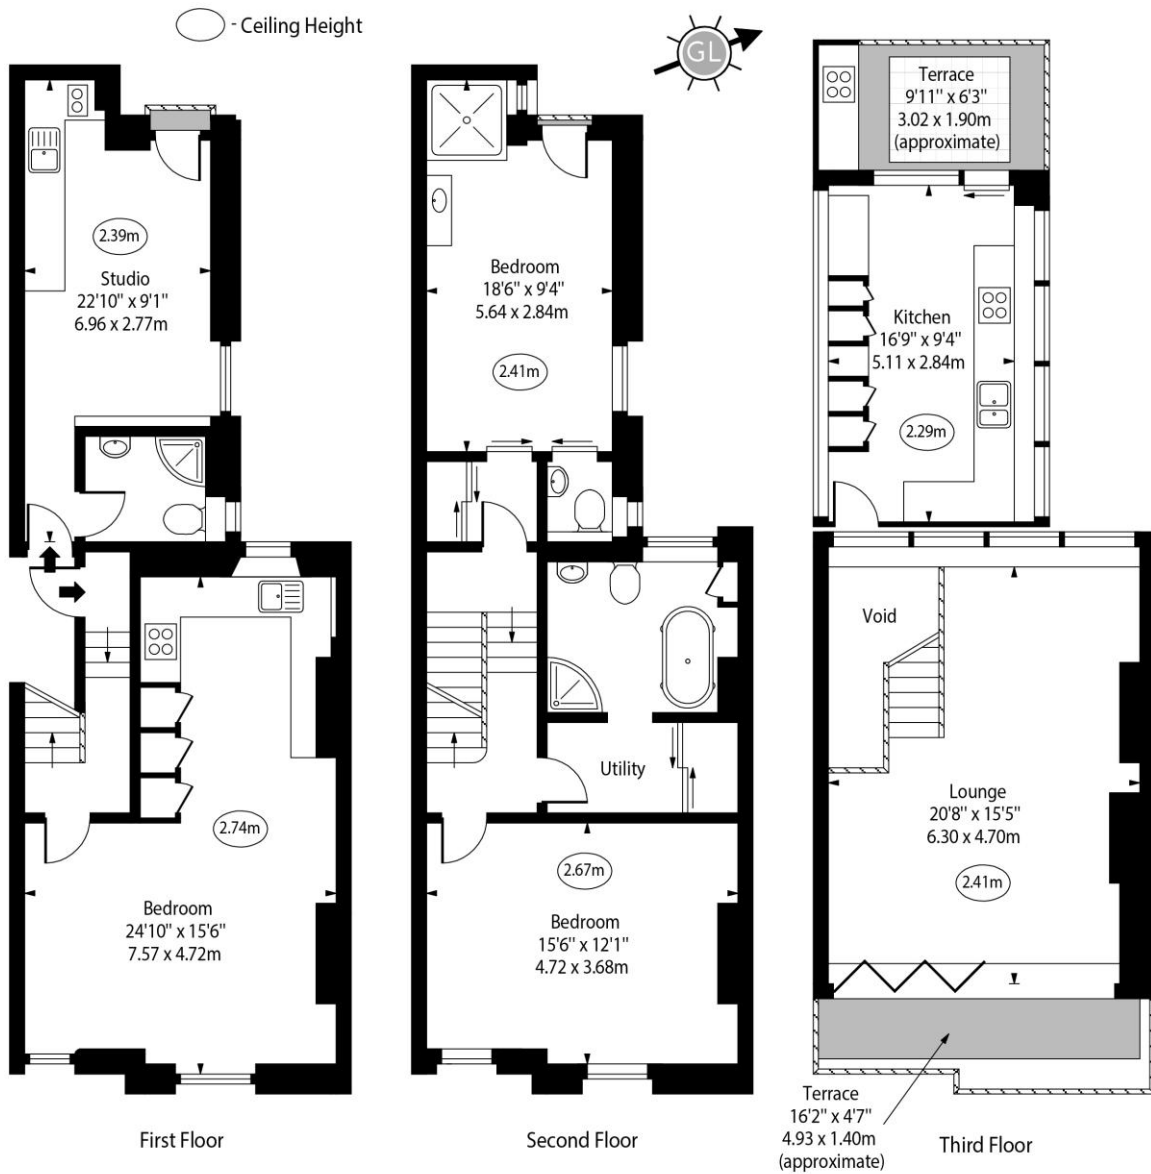 - Ceiling Height
GL
2.39m
Studio
22'10" x 9'1"
6.96 x 2.77m
2.74m
Bedroom
24'10" x 15'6"
7.57 x 4.72m
First Floor
Bedroom
18'6" x 9'4"
5.64 x 2.84m
2.41m
Utility
2.67m
Bedroom
15'6" x 12'1"
4.72 x 3.68m
Second Floor
Terrace
9'11" x 6'3"
3.02 x 1.90m
(approximate)
Kitchen
16'9" x 9'4"
5.11 x 2.84m
2.29m
Void
Lounge
20'8" x 15'5"
6.30 x 4.70m
2.41m
Terrace
16'2" x 4'7"
4.93 x 1.40m
(approximate)
Third Floor